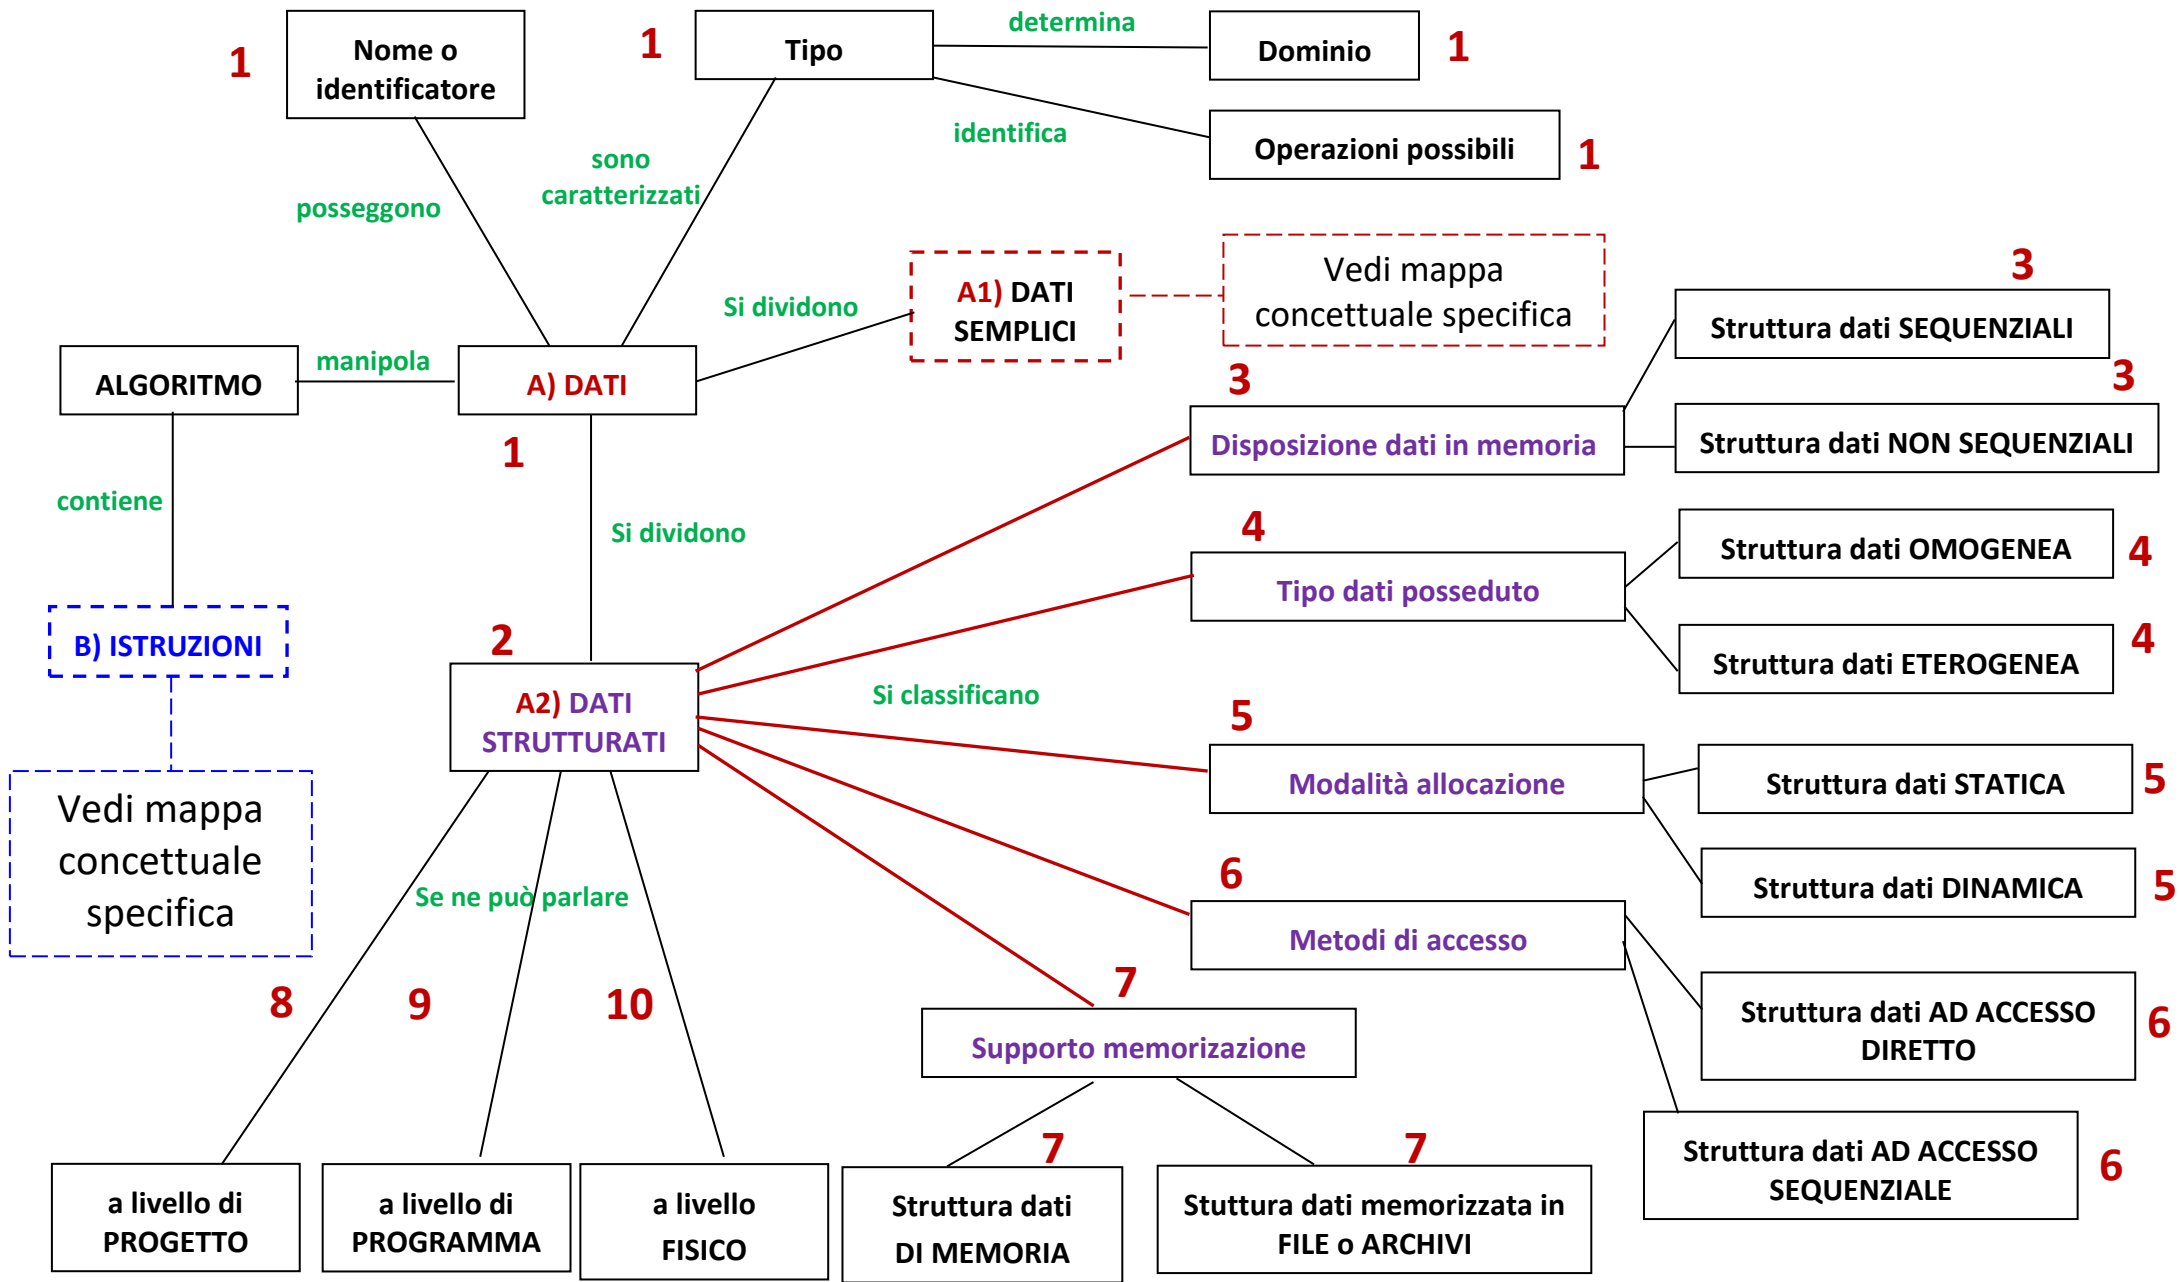 1
Nome o
identificatore
1
Tipo
determina
Dominio
1
identifica
Operazioni possibili
1
posseggono
sono
caratterizzati
Si dividono
A1) DATI
SEMPLICI
Vedi mappa
concettuale specifica
3
Struttura dati SEQUENZIALI
ALGORITMO
manipola
A) DATI
1
3
Disposizione dati in memoria
3
Struttura dati NON SEQUENZIALI
contiene
Si dividono
4
Tipo dati posseduto
Struttura dati OMOGENEA
4
Struttura dati ETEROGENEA
4
B) ISTRUZIONI
Vedi mappa
concettuale
specifica
2
A2) DATI
STRUTTURATI
Si classificano
5
Modalità allocazione
Struttura dati STATICA
5
Struttura dati DINAMICA
5
Se ne può parlare
6
Metodi di accesso
Struttura dati AD ACCESSO
DIRETTO
6
Struttura dati AD ACCESSO
SEQUENZIALE
6
8
9
10
7
Supporto memorizazione
7
7
a livello di
PROGETTO
a livello di
PROGRAMMA
a livello
FISICO
Struttura dati
DI MEMORIA
Stuttura dati memorizzata in
FILE o ARCHIVI